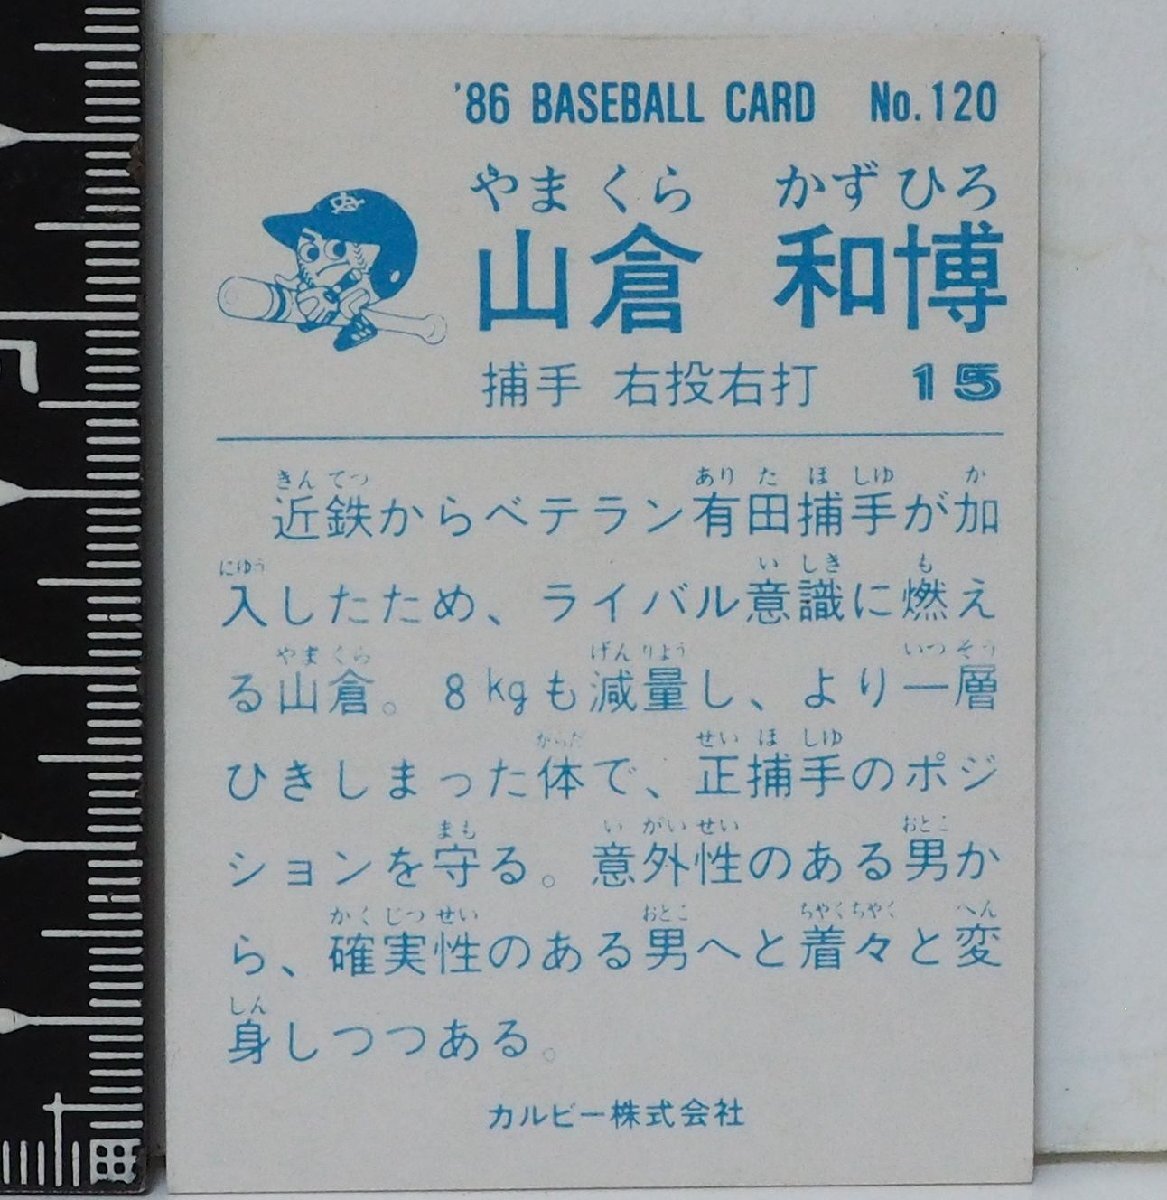 '86 BASEBALL CARD No.120
やまくら かずひろ
山倉 和博
捕手 右投右打 15
きんてつ ありたほしゆ か
近鉄からベテラン有田捕手が加
にゆう いしき も
入したため、ライバル意識に燃え
やまくら げんりよう いつそう
る山倉。8kgも減量し、より一層
からだ せいほしゆ
ひきしまった体で、正捕手のポジ
まも いがいせい おとこ
ションを守る。意外性のある男か
かくじつせい おとこ ちやくちやく へん
ら、確実性のある男へと着々と変
しん
身しつつある。
カルビー株式会社